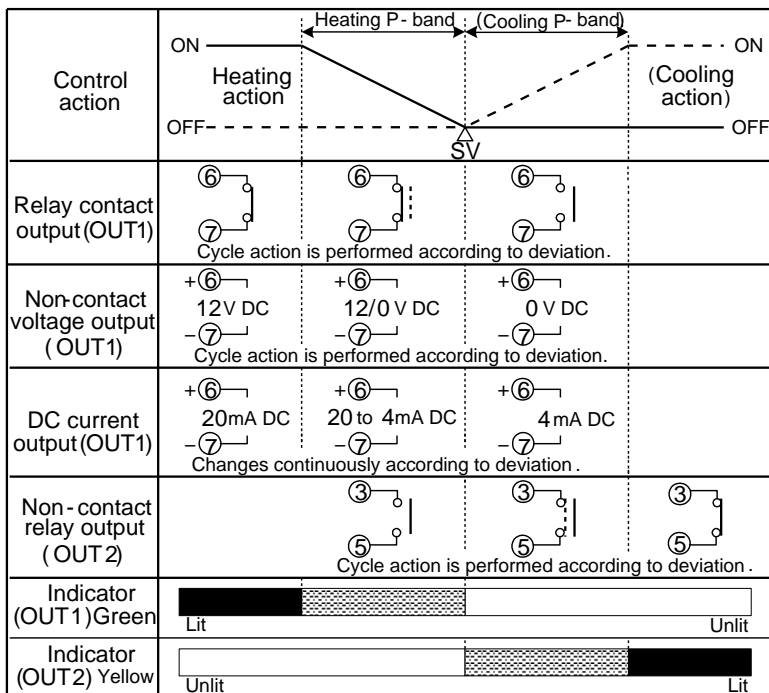 Heating P-band (Cooling P-band)
ON ON
Control
action
Heating
action
(Cooling
action)
OFF OFF
SV
Relay contact
output (OUT1)
⑥ ⑥ ⑥
⑦ ⑦ ⑦
Cycle action is performed according to deviation.
Non-contact
voltage output
(OUT1)
+⑥ +⑥ +⑥
12V DC 12/0 V DC 0 V DC
-⑦ -⑦ -⑦
Cycle action is performed according to deviation.
DC current
output (OUT1)
+⑥ +⑥ +⑥
20mA DC 20 to 4mA DC 4mA DC
-⑦ -⑦ -⑦
Changes continuously according to deviation.
Non-contact
relay output
(OUT2)
③ ③ ③
⑤ ⑤ ⑤
Cycle action is performed according to deviation.
Indicator
(OUT1) Green
Lit Unlit
Indicator
(OUT2) Yellow
Unlit Lit